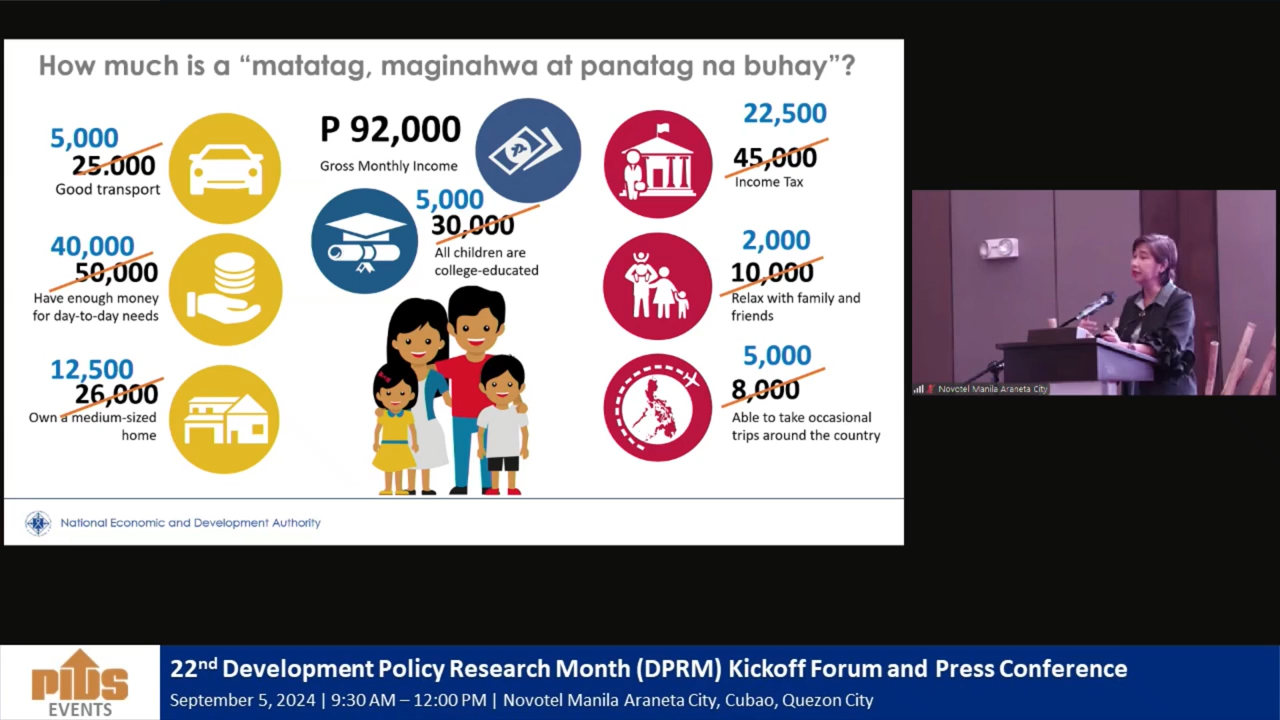 How much is a “matatag, maginahwa at panatag na buhay”?
5,000
25.000
Good transport
40,000
50,000
Have enough money
for day-to-day needs
12,500
26,000
Own a medium-sized
home
P 92,000
Gross Monthly Income
5,000
30,000
All children are
college-educated
22,500
45,000
Income Tax
2,000
10,000
Relax with family and
friends
5,000
8,000
Able to take occasional
trips around the country
National Economic and Development Authority
Novotel Manila Araneta City
PIDS
EVENTS
22nd Development Policy Research Month (DPRM) Kickoff Forum and Press Conference
September 5, 2024 | 9:30 AM – 12:00 PM | Novotel Manila Araneta City, Cubao, Quezon City